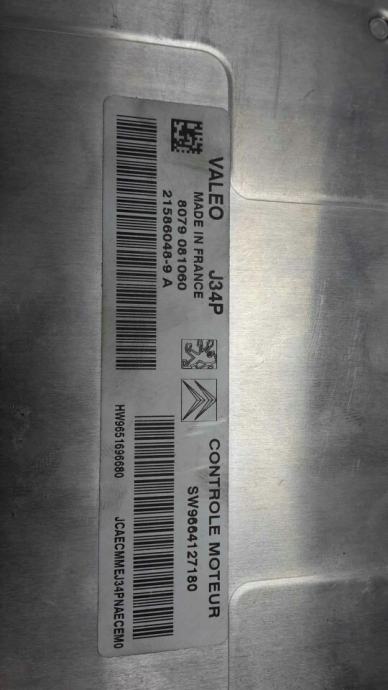 VALEO J34P
MADE IN FRANCE
8079 081060
21586048-9 A
CONTROLE MOTEUR
SW9664127180
HW9651696680
JCAECMMEJ34PNAECEM0